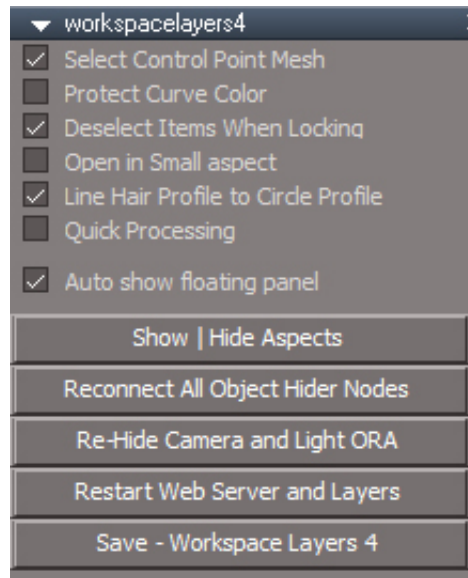 workspacelayers4
Select Control Point Mesh
Protect Curve Color
Deselect Items When Locking
Open in Small aspect
Line Hair Profile to Circle Profile
Quick Processing
Auto show floating panel
Show | Hide Aspects
Reconnect All Object Hider Nodes
Re-Hide Camera and Light ORA
Restart Web Server and Layers
Save - Workspace Layers 4